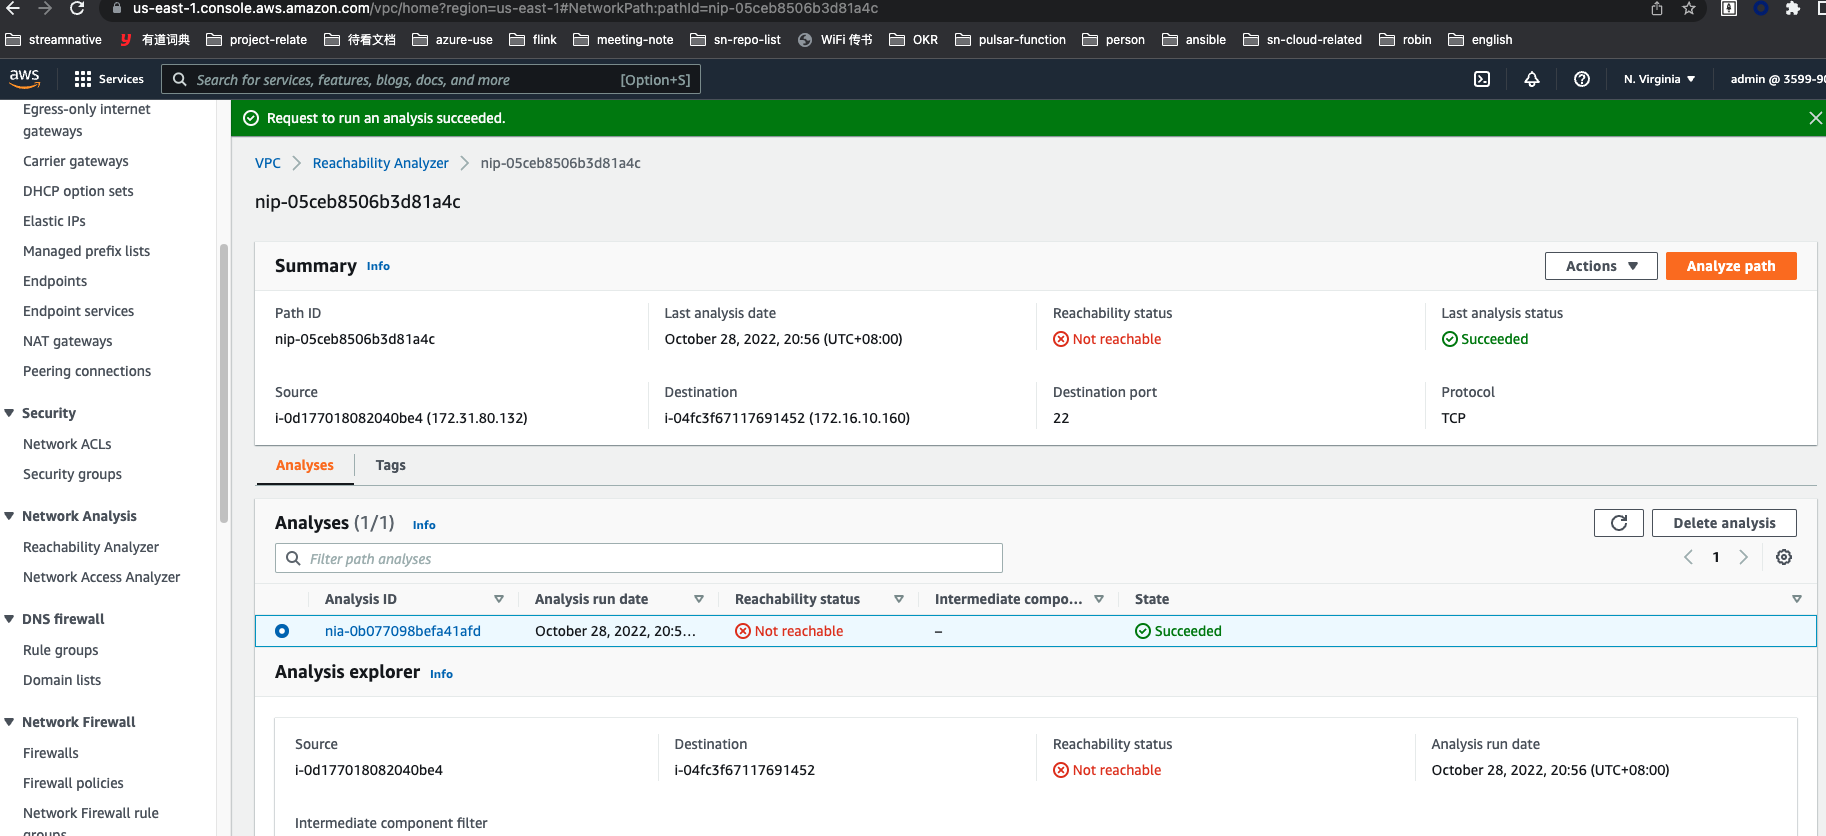 us-east-1.console.aws.amazon.com/vpc/home?region=us-east-1#NetworkPath:pathId=nip-05ceb8506b3d81a4c
streamnative 有道词典 project-relate 待看文档 azure-use flink meeting-note sn-repo-list WiFi 传书 OKR pulsar-function person ansible sn-cloud-related robin english
aws Services Search for services, features, blogs, docs, and more [Option+S] N. Virginia admin @ 3599-90
Egress-only internet
gateways
Carrier gateways
DHCP option sets
Elastic IPs
Managed prefix lists
Endpoints
Endpoint services
NAT gateways
Peering connections
Security
Network ACLs
Security groups
Network Analysis
Reachability Analyzer
Network Access Analyzer
DNS firewall
Rule groups
Domain lists
Network Firewall
Firewalls
Firewall policies
Network Firewall rule
groups
Request to run an analysis succeeded.
VPC Reachability Analyzer nip-05ceb8506b3d81a4c
nip-05ceb8506b3d81a4c
Summary Info Actions Analyze path
Path ID Last analysis date Reachability status Last analysis status
nip-05ceb8506b3d81a4c October 28, 2022, 20:56 (UTC+08:00) Not reachable Succeeded
Source Destination Destination port Protocol
i-0d177018082040be4 (172.31.80.132) i-04fc3f67117691452 (172.16.10.160) 22 TCP
Analyses Tags
Analyses (1/1) Info Delete analysis
Filter path analyses 1
Analysis ID Analysis run date Reachability status Intermediate compo... State
nia-0b077098befa41afd October 28, 2022, 20:5... Not reachable – Succeeded
Analysis explorer Info
Source Destination Reachability status Analysis run date
i-0d177018082040be4 i-04fc3f67117691452 Not reachable October 28, 2022, 20:56 (UTC+08:00)
Intermediate component filter